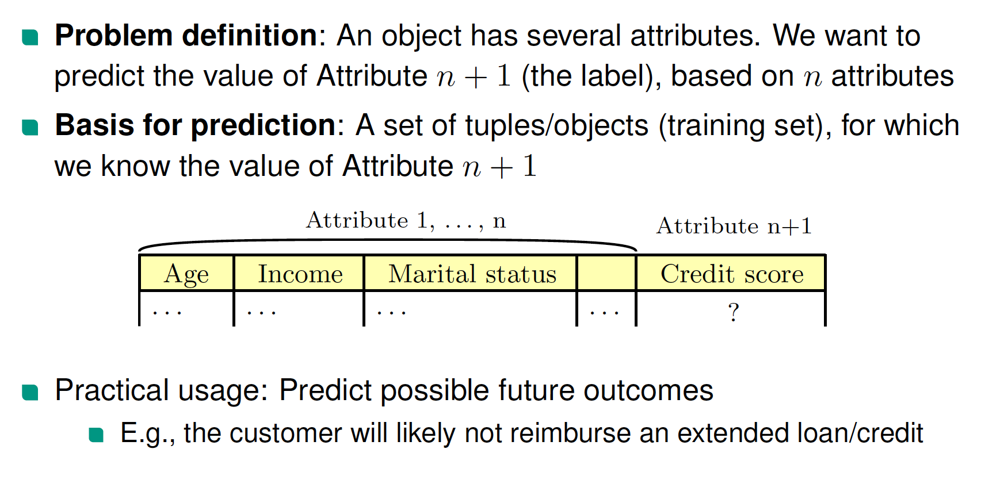 Problem definition: An object has several attributes. We want to
predict the value of Attribute n + 1 (the label), based on n attributes
Basis for prediction: A set of tuples/objects (training set), for which
we know the value of Attribute n + 1
Attribute 1, ..., n
Attribute n+1
Age Income Marital status Credit score
... ... ... ... ?
Practical usage: Predict possible future outcomes
E.g., the customer will likely not reimburse an extended loan/credit